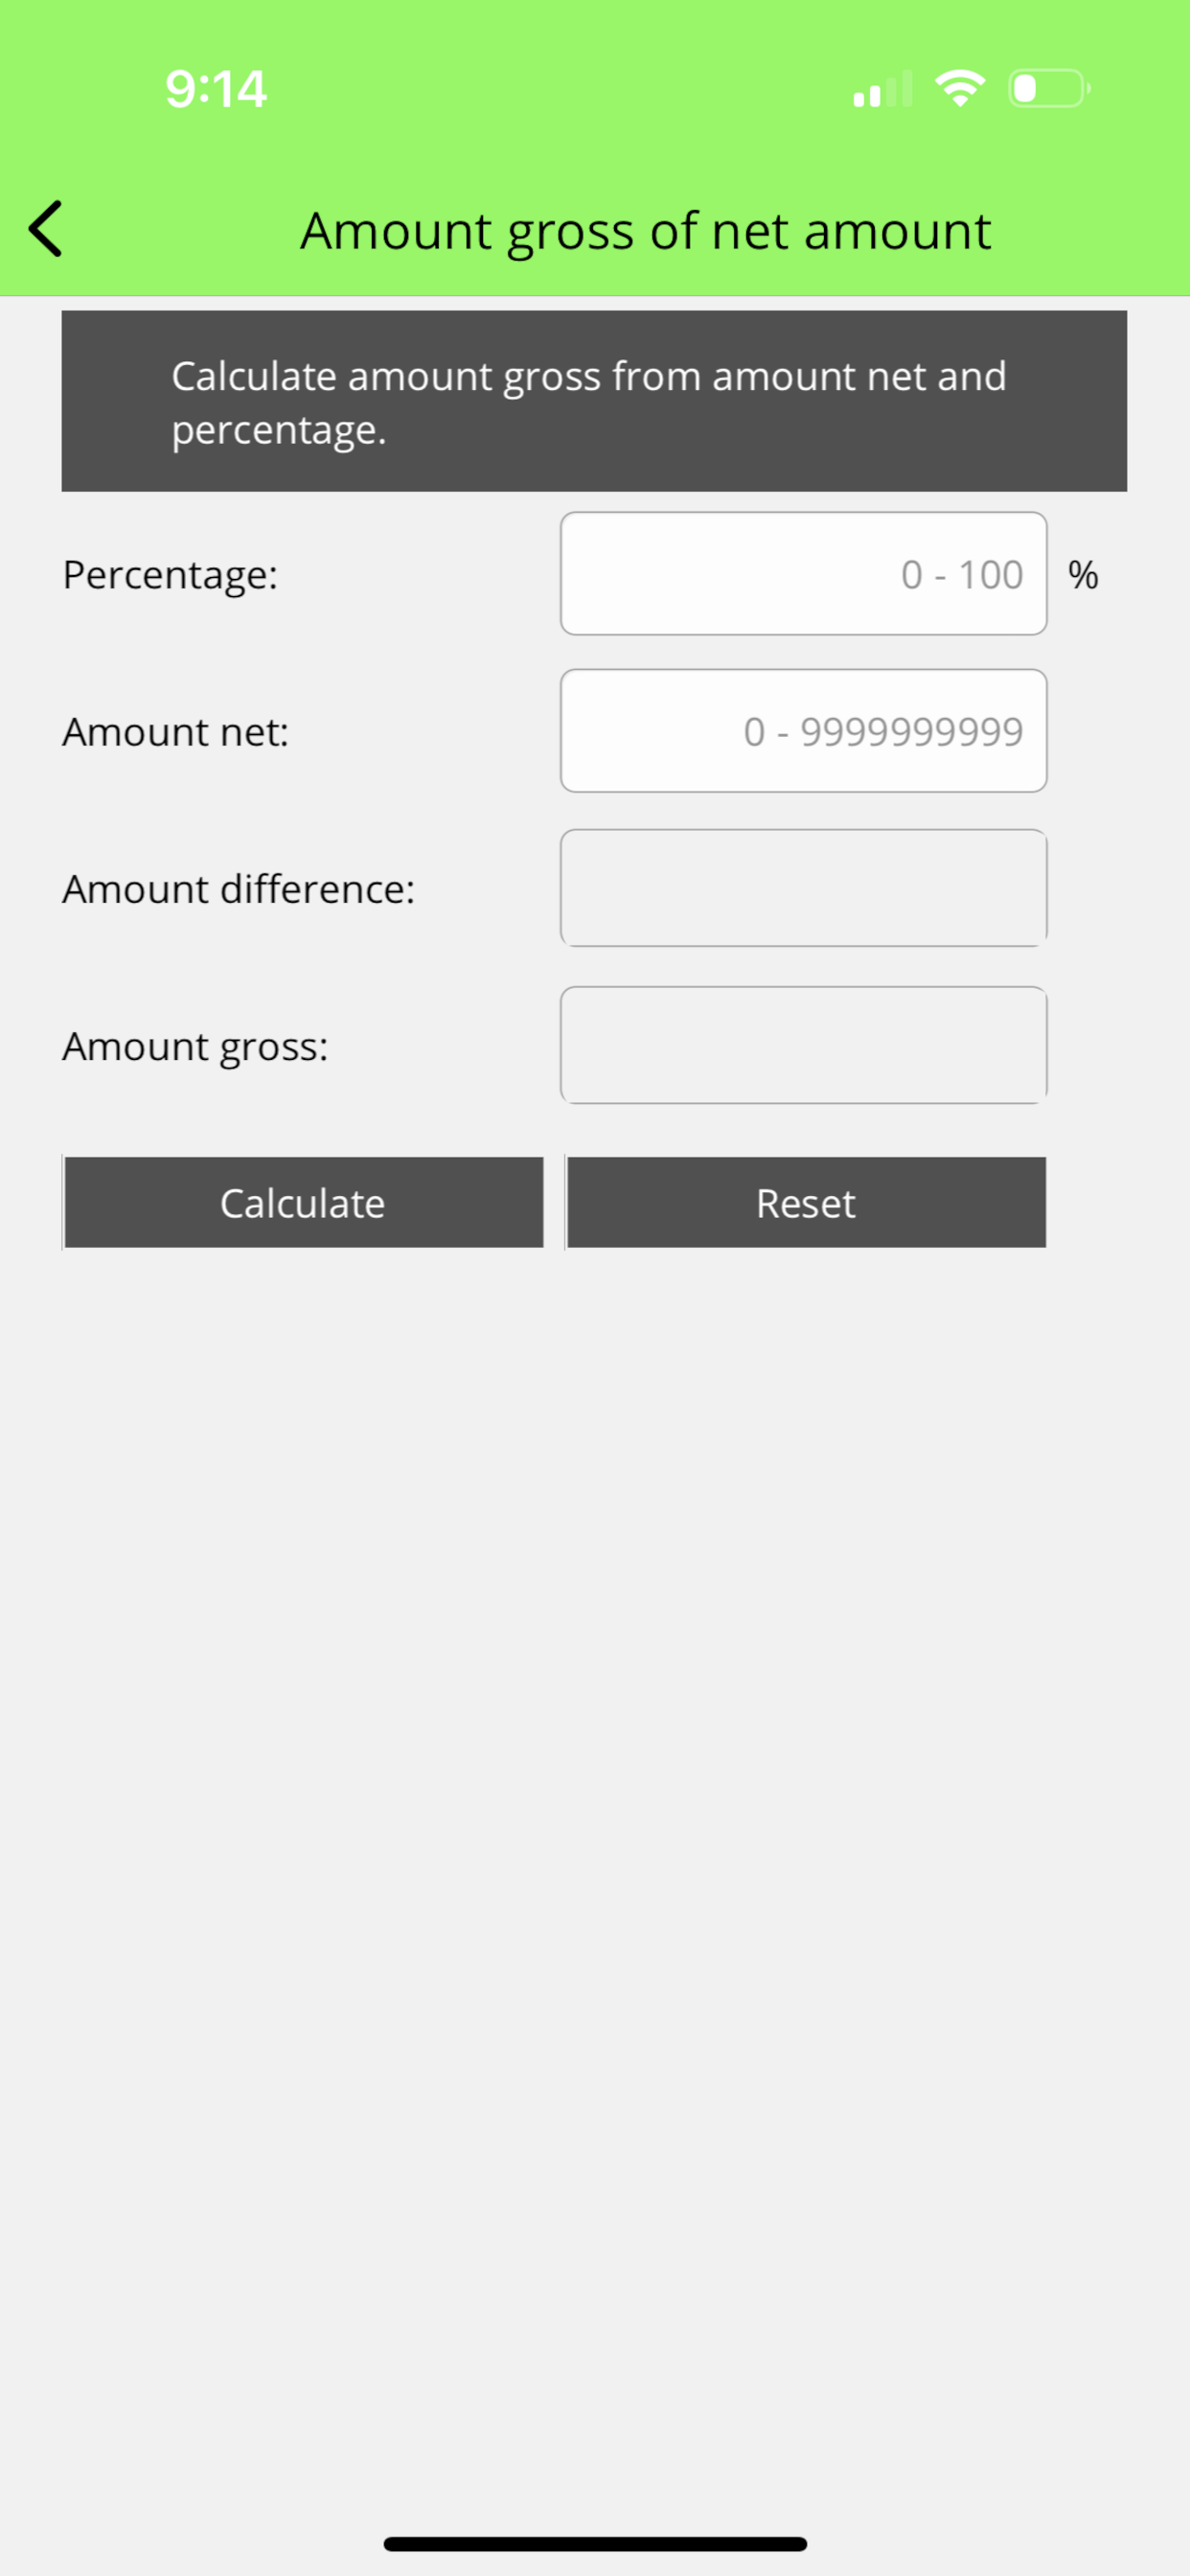 9:14
Amount gross of net amount
Calculate amount gross from amount net and
percentage.
Percentage:
0 - 100
%
Amount net:
0 - 9999999999
Amount difference:
Amount gross:
Calculate
Reset